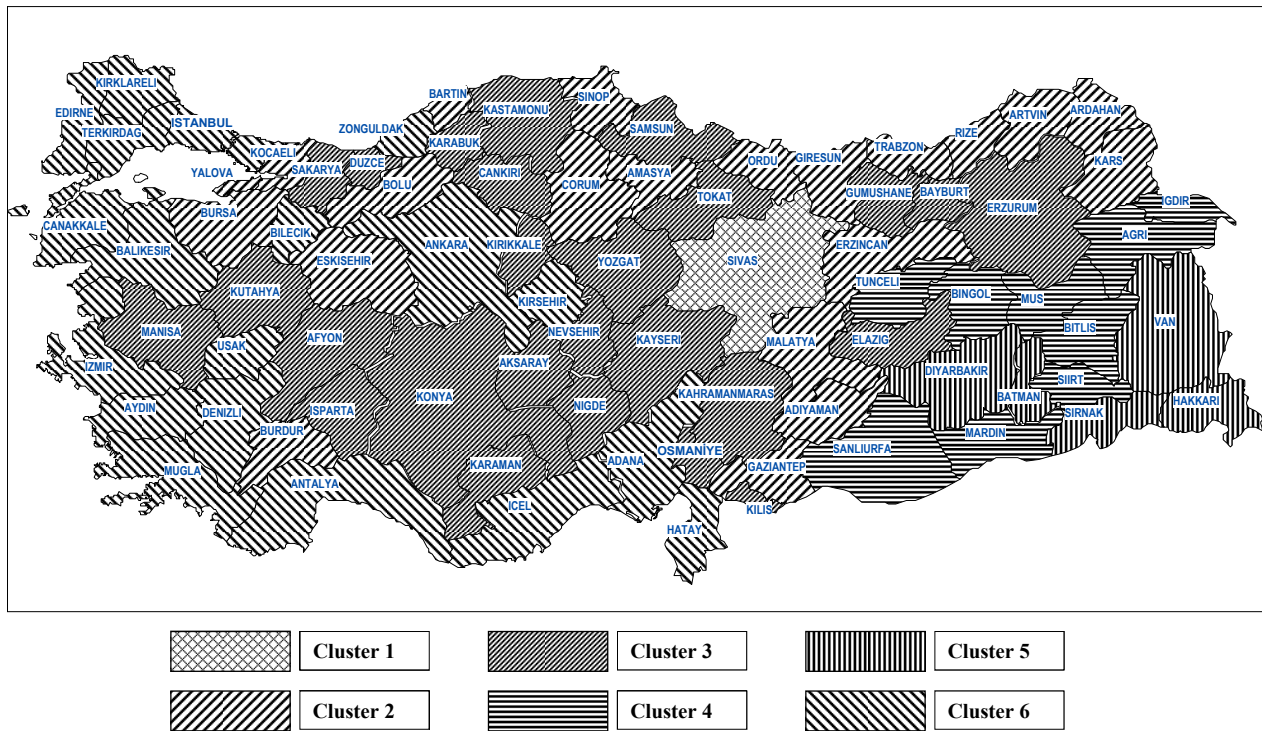 KIRKLARELI
EDIRNE
TERKIRDAG
ISTANBUL
BARTIN
KASTAMONU
SINOP
ZONGULDAK
KARABUK
SAMSUN
KOCAELI
SAKARYA
DUZCE
YALOVA
BOLU
CANKIRI
CORUM
AMASYA
TOKAT
ORDU
GIRESUN
TRABZON
RIZE
ARTVIN
ARDAHAN
KARS
GUMUSHANE
BAYBURT
ERZURUM
IGDIR
AGRI
CANAKKALE
BURSA
BILECIK
BALIKESIR
ESKISEHIR
ANKARA
KIRIKKALE
YOZGAT
SIVAS
ERZINCAN
TUNCELI
BINGOL
MUS
BITLIS
VAN
KUTAHYA
KIRSEHIR
MANISA
USAK
AFYON
NEVSEHIR
AKSARAY
KAYSERI
MALATYA
ELAZIG
DIYARBAKIR
SIIRT
BATMAN
SIRNAK
HAKKARI
IZMIR
AYDIN
DENIZLI
ISPARTA
KONYA
NIGDE
KAHRAMANMARAS
ADIYAMAN
MARDIN
BURDUR
SANLIURFA
OSMANİYE
MUGLA
ANTALYA
KARAMAN
ADANA
GAZIANTEP
ICEL
KILIS
HATAY
Cluster 1
Cluster 3
Cluster 5
Cluster 2
Cluster 4
Cluster 6